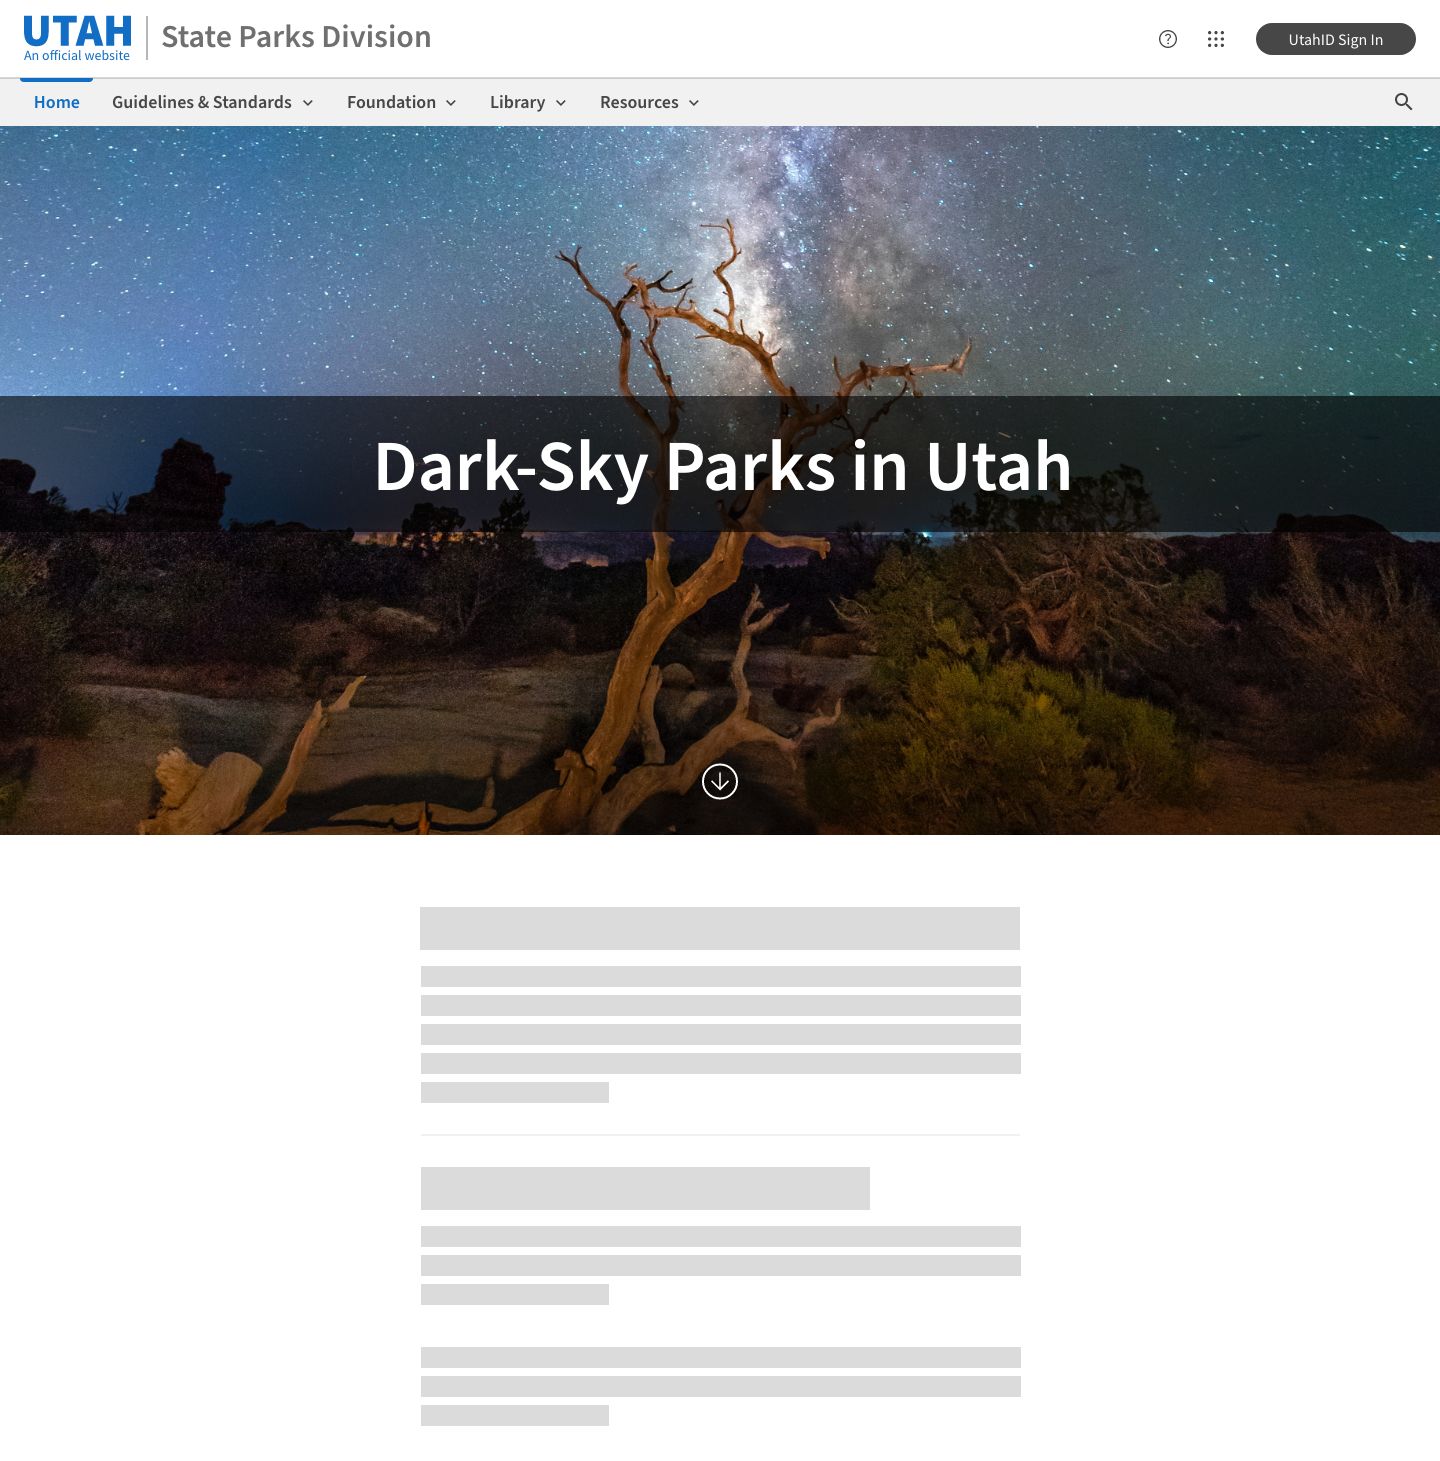 UTAH
An official website
State Parks Division
UtahID Sign In
Home
Guidelines & Standards
Foundation
Library
Resources
Dark-Sky Parks in Utah